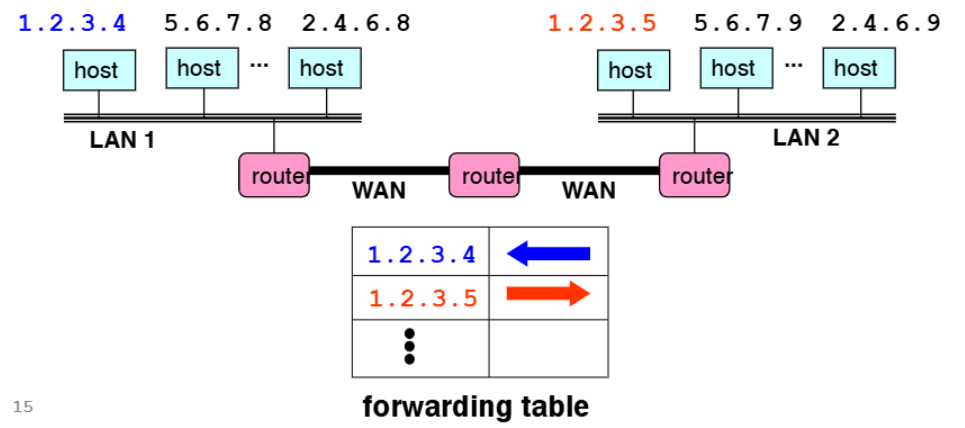 1.2.3.4 5.6.7.8 2.4.6.8 1.2.3.5 5.6.7.9 2.4.6.9
host host ... host host host ... host
LAN 1 LAN 2
router router router
WAN WAN
1.2.3.4
1.2.3.5
forwarding table
15